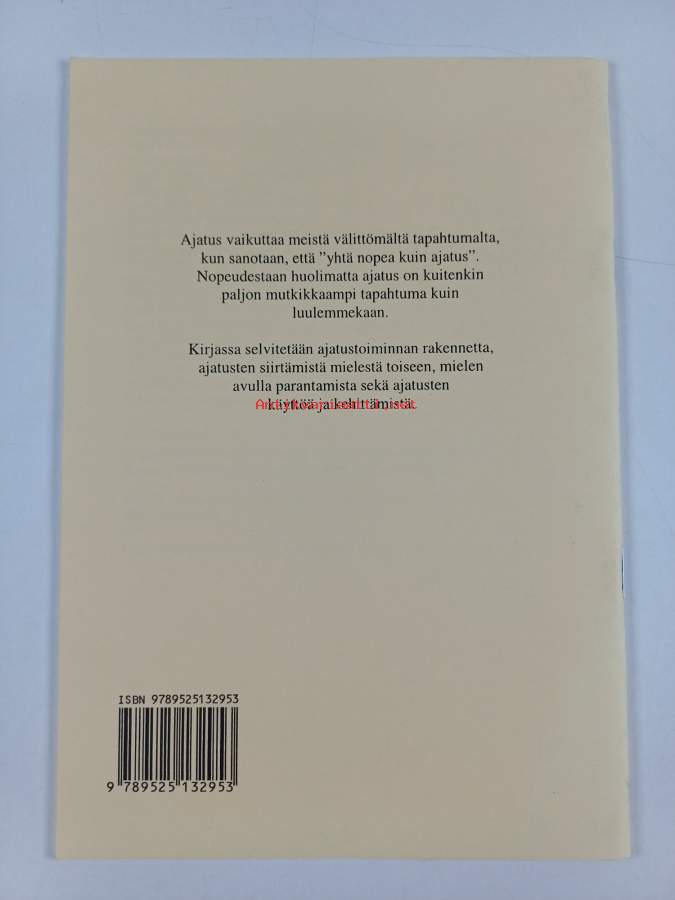 Ajatus vaikuttaa meistä välittömältä tapahtumalta,
kun sanotaan, että ”yhtä nopea kuin ajatus”.
Nopeudestaan huolimatta ajatus on kuitenkin
paljon mutkikkaampi tapahtuma kuin
luulemmekaan.
Kirjassa selvitetään ajatustoiminnan rakennetta,
ajatusten siirtämistä mielestä toiseen, mielen
avulla parantamista sekä ajatusten
käyttöä ja kehittämistä.
Antikvariaatti.net
ISBN 9789525132953
9 789525 132953